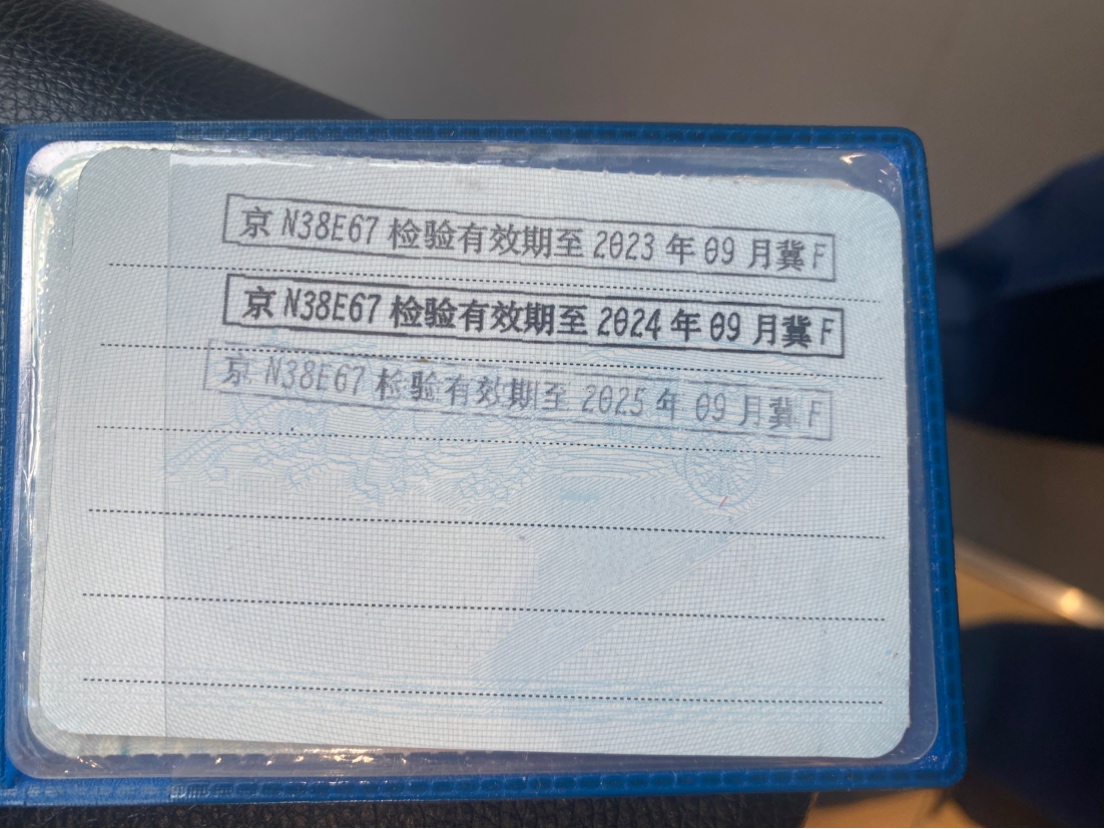 京 N38E67 检验有效期至 2023 年 09 月冀 F
京 N38E67 检验有效期至 2024 年 09 月冀 F
京 N38E67 检验有效期至 2025 年 09 月冀 F